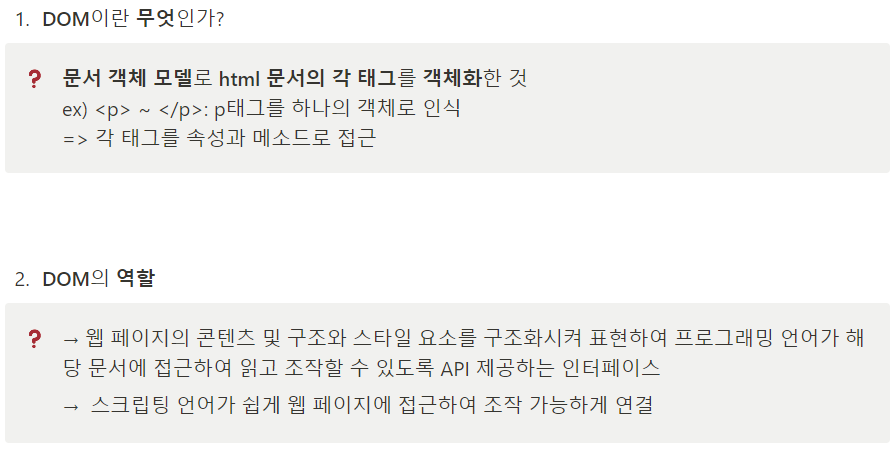 1. DOM이란 무엇인가?
❓ 문서 객체 모델로 html 문서의 각 태그를 객체화한 것
ex) <p> ~ </p>: p태그를 하나의 객체로 인식
=> 각 태그를 속성과 메소드로 접근
2. DOM의 역할
❓ → 웹 페이지의 콘텐츠 및 구조와 스타일 요소를 구조화시켜 표현하여 프로그래밍 언어가 해
당 문서에 접근하여 읽고 조작할 수 있도록 API 제공하는 인터페이스
→ 스크립팅 언어가 쉽게 웹 페이지에 접근하여 조작 가능하게 연결